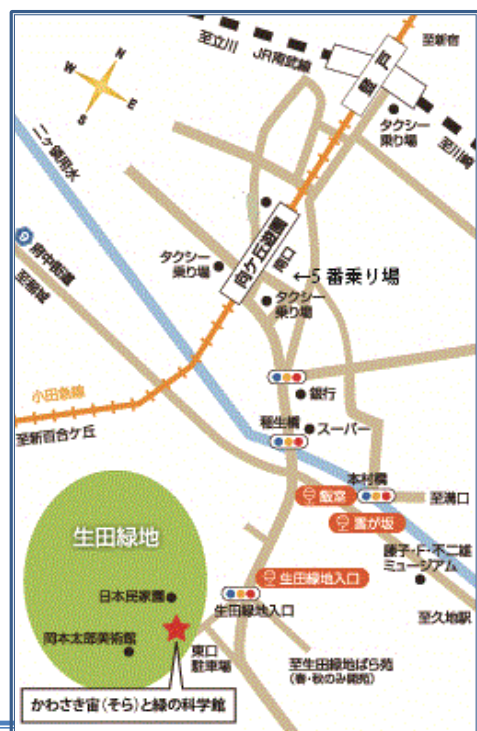 至新宿
至立川
JR南武線
登戸
N
W
E
S
タクシー
乗り場
至川崎
二ヶ領用水
9
府中街道
至稲城
タクシー
乗り場
向ケ丘遊園
南口
←5 番乗り場
タクシー
乗り場
小田急線
至新百合ケ丘
銀行
稲生橋
スーパー
本村橋
飯室
至溝口
雲が坂
藤子・F・不二雄
ミュージアム
生田緑地
生田緑地入口
生田緑地入口
日本民家園
至久地駅
岡本太郎美術館
東口
駐車場
至生田緑地ばら苑
(春・秋のみ開苑)
かわさき宙(そら)と緑の科学館